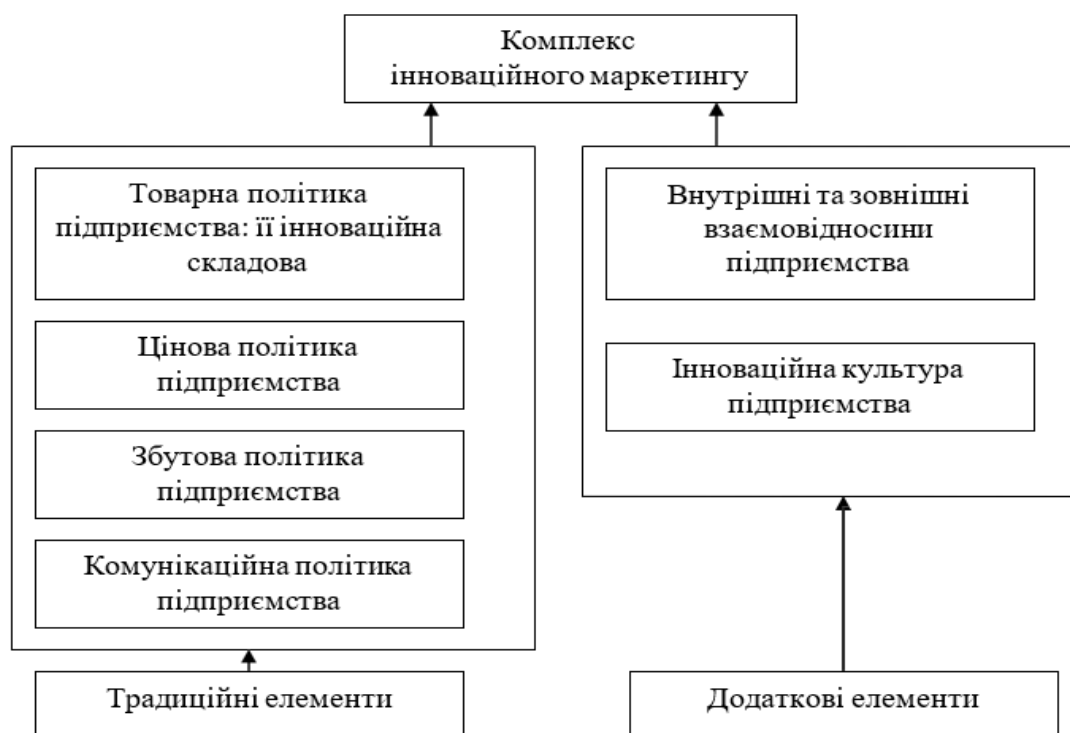 Комплекс
інноваційного маркетингу
Товарна політика
підприємства: її інноваційна
складова
Цінова політика
підприємства
Збутова політика
підприємства
Комунікаційна політика
підприємства
Традиційні елементи
Внутрішні та зовнішні
взаємовідносини
підприємства
Інноваційна культура
підприємства
Додаткові елементи